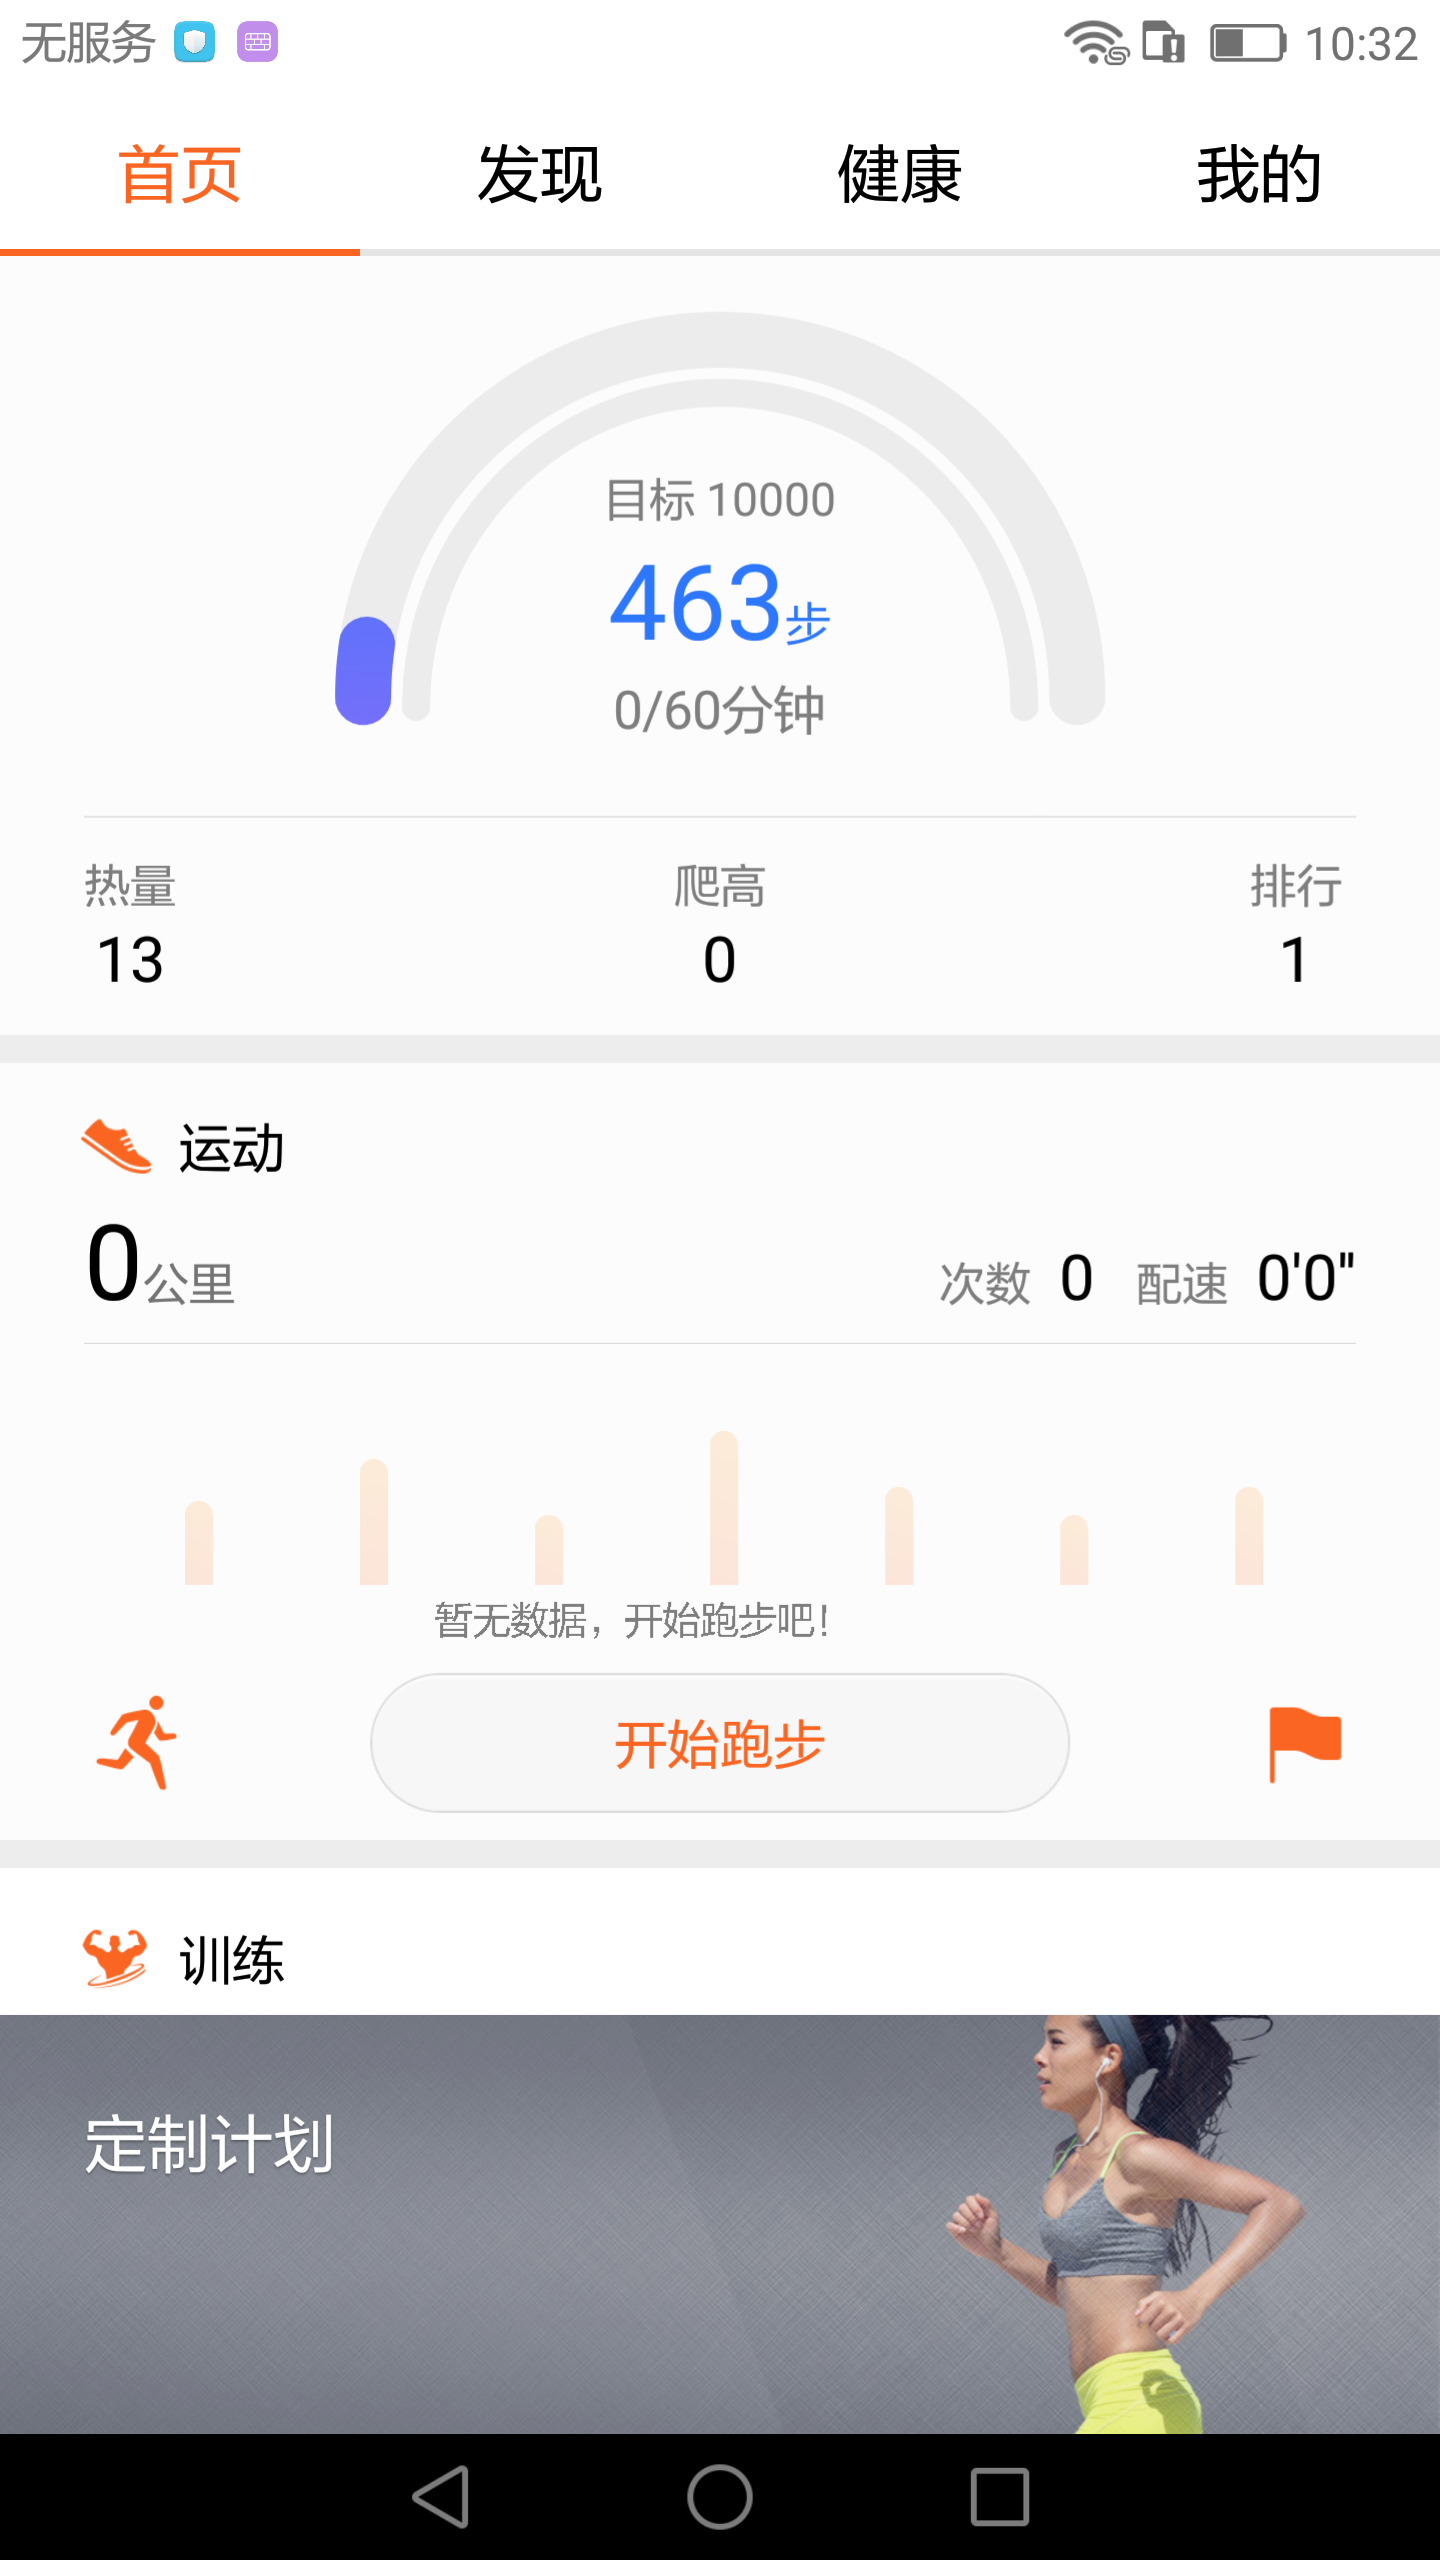 无服务 10:32
首页 发现 健康 我的
目标 10000
463步
0/60分钟
热量 爬高 排行
13 0 1
运动
0公里 次数 0 配速 0'0"
暂无数据，开始跑步吧！
开始跑步
训练
定制计划